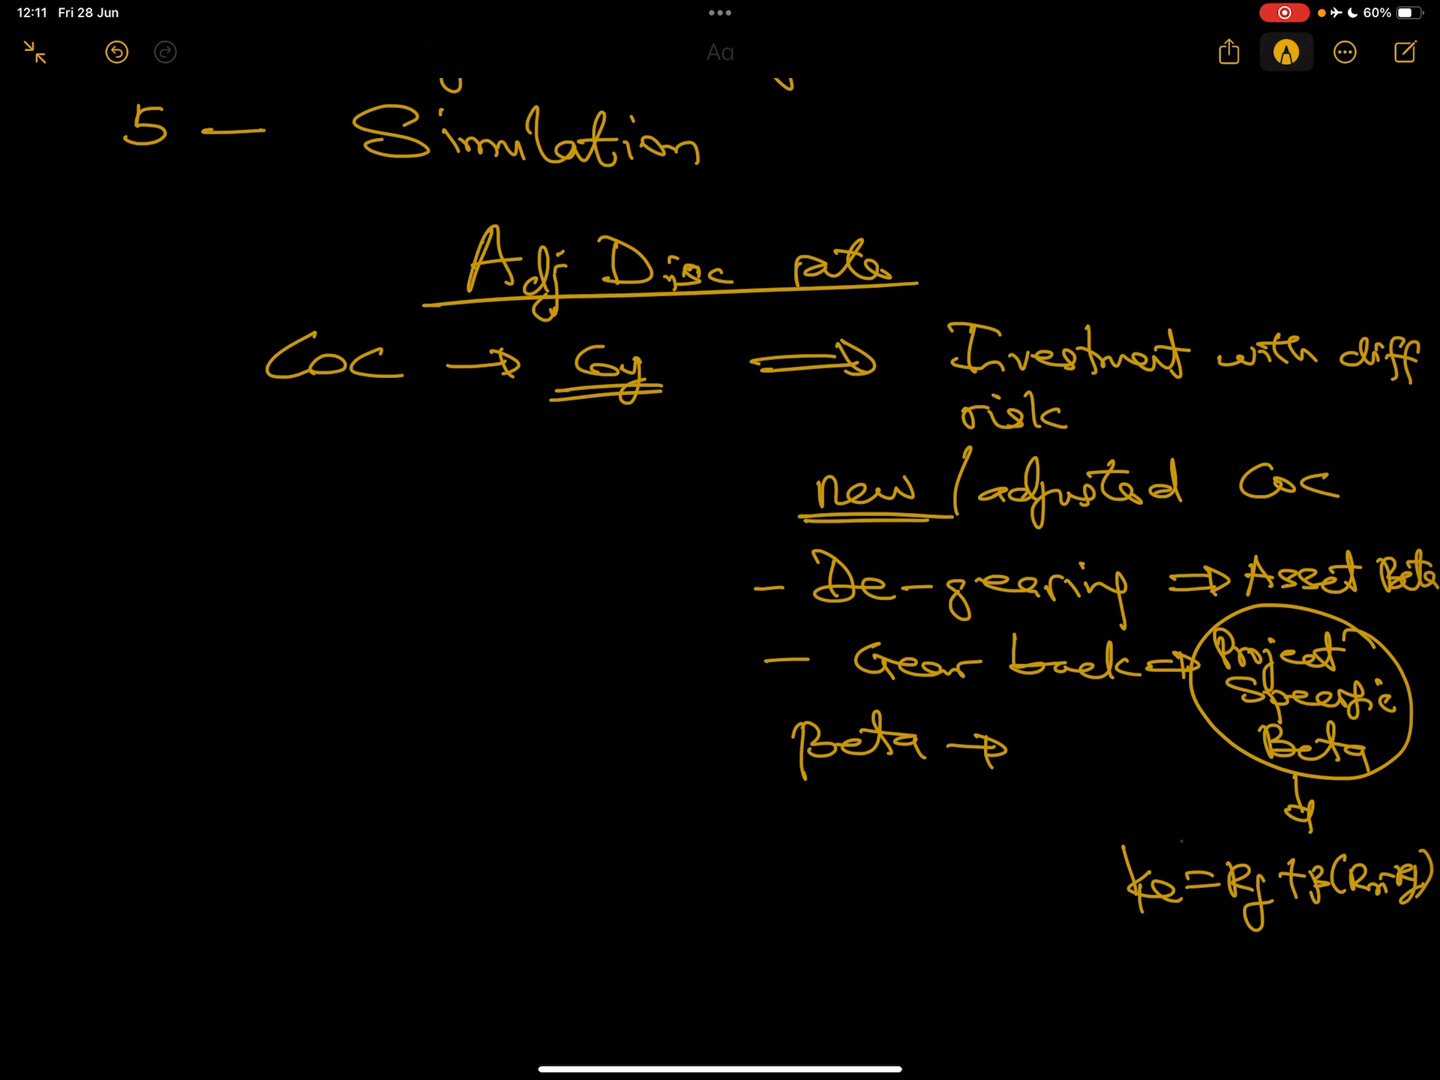 12:11 Fri 28 Jun
60%
Aa
5 — Simulation
Adj Disc rate
CoC → Coy ⇒ Investment with diff
risk
new / adjusted CoC
- De-gearing ⇒ Asset Beta
- Gear back ⇒ Project
Specific
Beta
Beta →
ke = Rf + β(Rm-Rf)